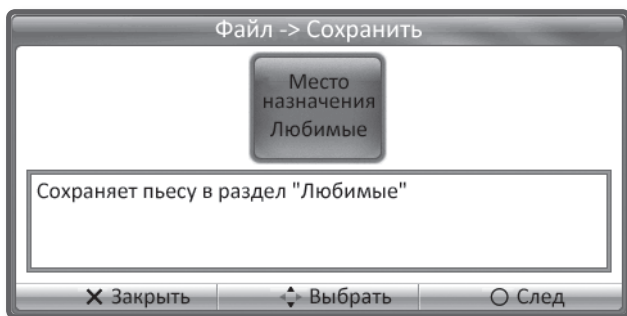 Файл -> Сохранить
Место
назначения
Любимые
Сохраняет пьесу в раздел "Любимые"
✕ Закрыть Выбрать ○ След